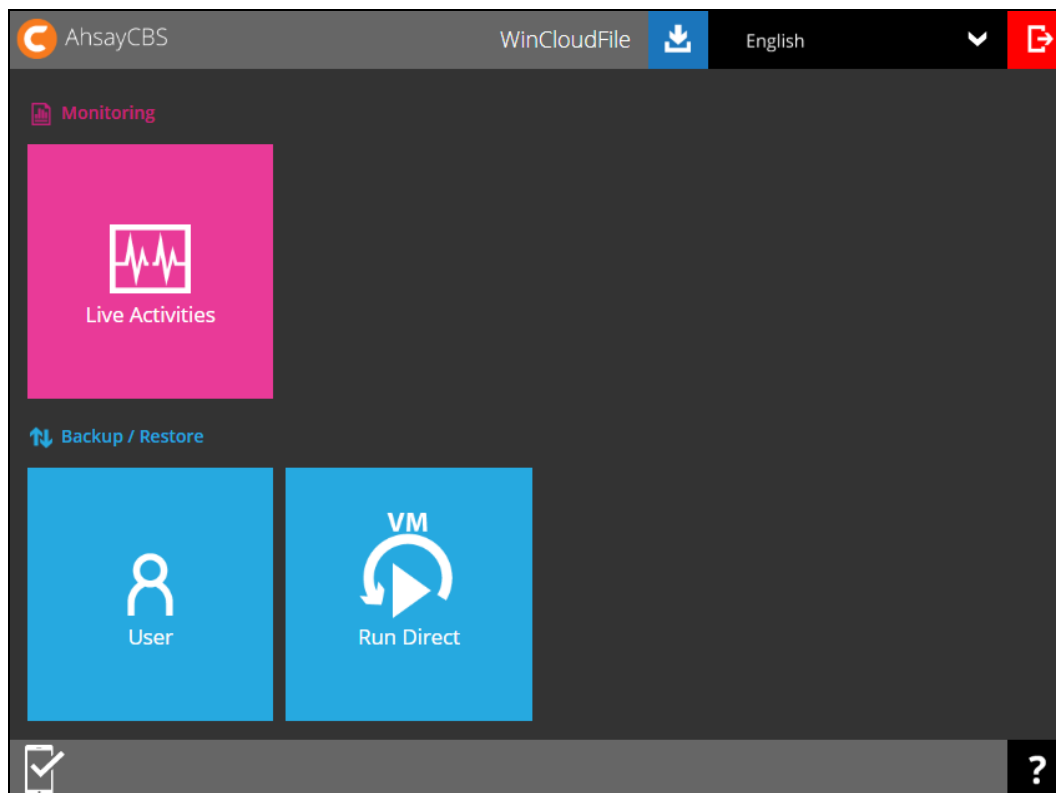 AhsayCBS WinCloudFile English
Monitoring
Live Activities
Backup / Restore
VM
User Run Direct
?